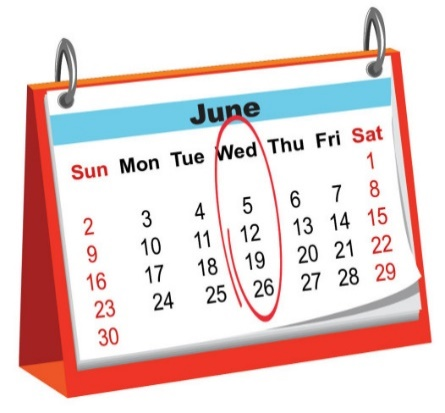 June
Sun Mon Tue Wed Thu Fri Sat
1
2 3 4 5 6 7 8
9 10 11 12 13 14 15
16 17 18 19 20 21 22
23 24 25 26 27 28 29
30